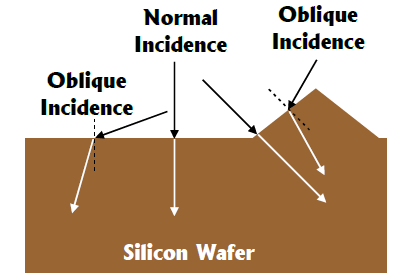 Normal
Incidence
Oblique
Incidence
Oblique
Incidence
Silicon Wafer